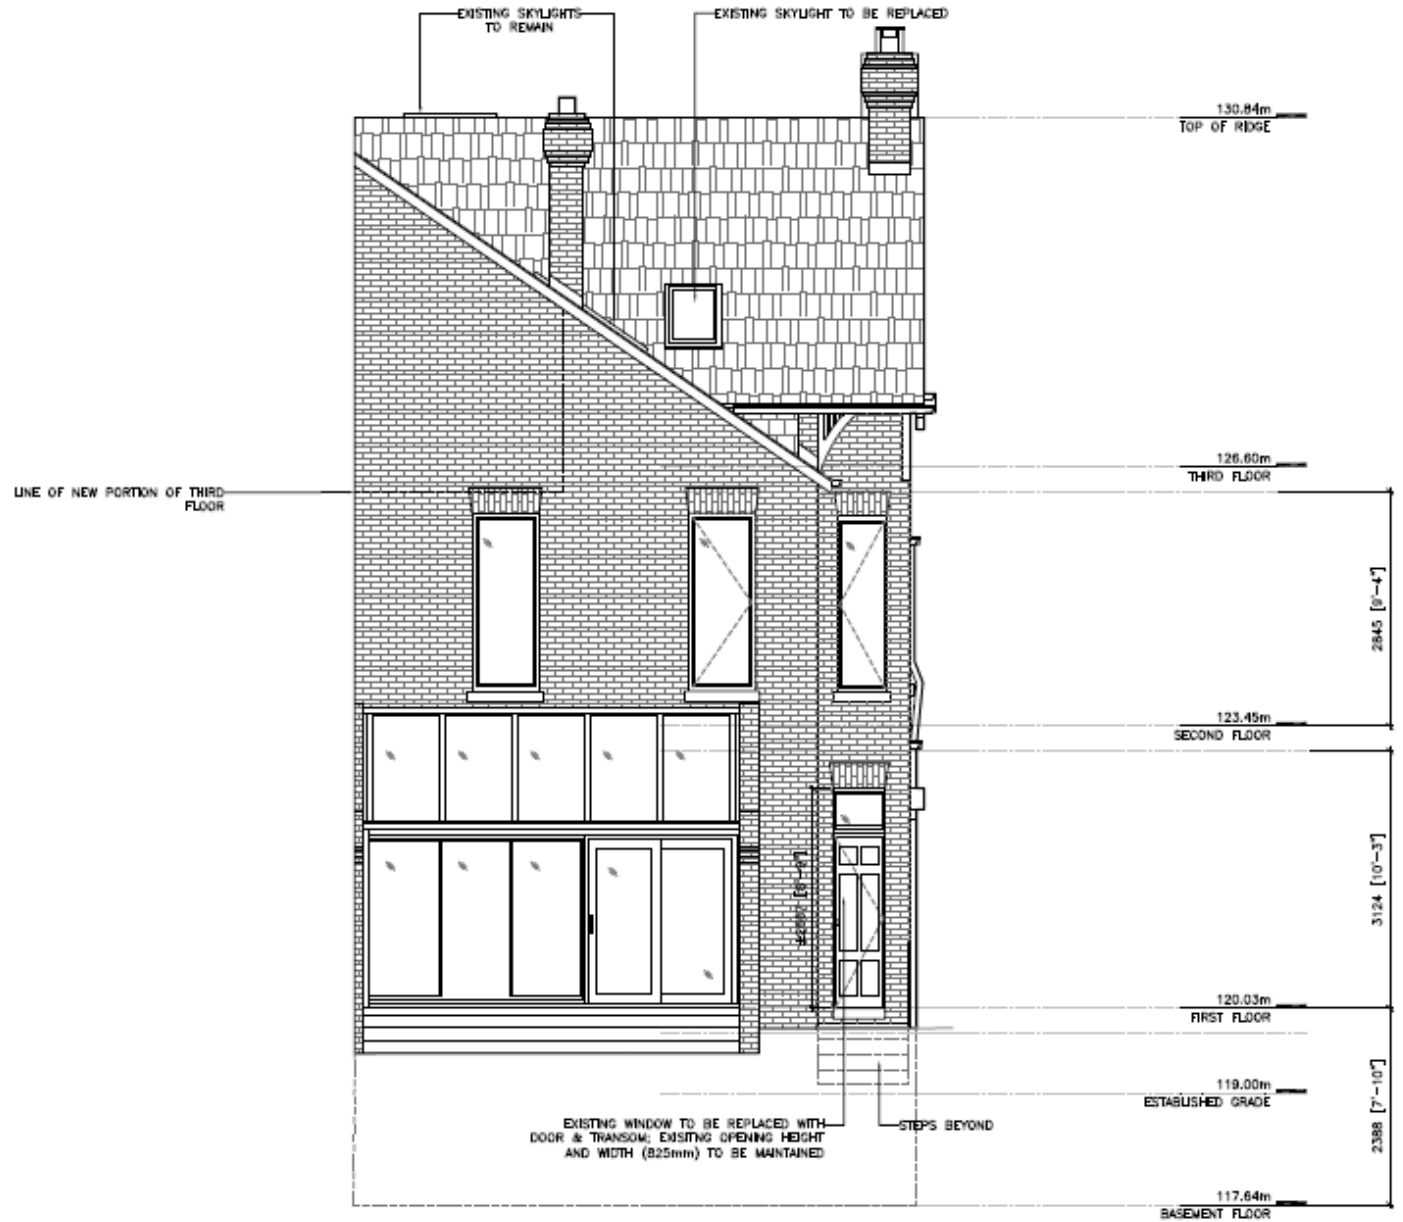 EXISTING SKYLIGHTS
TO REMAIN
EXISTING SKYLIGHT TO BE REPLACED
130.84m
TOP OF RIDGE
126.60m
THIRD FLOOR
LINE OF NEW PORTION OF THIRD
FLOOR
2845 [9'-4"]
123.45m
SECOND FLOOR
3124 [10'-3"]
120.03m
FIRST FLOOR
119.00m
ESTABLISHED GRADE
2388 [7'-10"]
EXISTING WINDOW TO BE REPLACED WITH
DOOR & TRANSOM; EXISITNG OPENING HEIGHT
AND WIDTH (825mm) TO BE MAINTAINED
STEPS BEYOND
117.64m
BASEMENT FLOOR